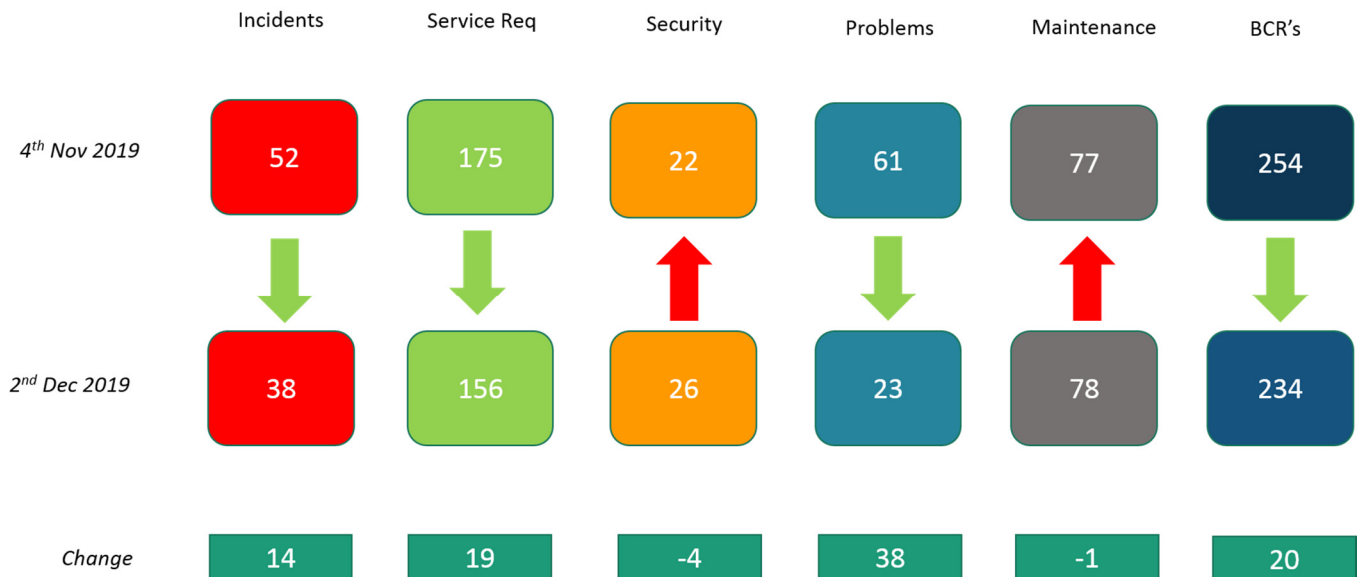 Incidents Service Req Security Problems Maintenance BCR's
4th Nov 2019 52 175 22 61 77 254
2nd Dec 2019 38 156 26 23 78 234
Change 14 19 -4 38 -1 20